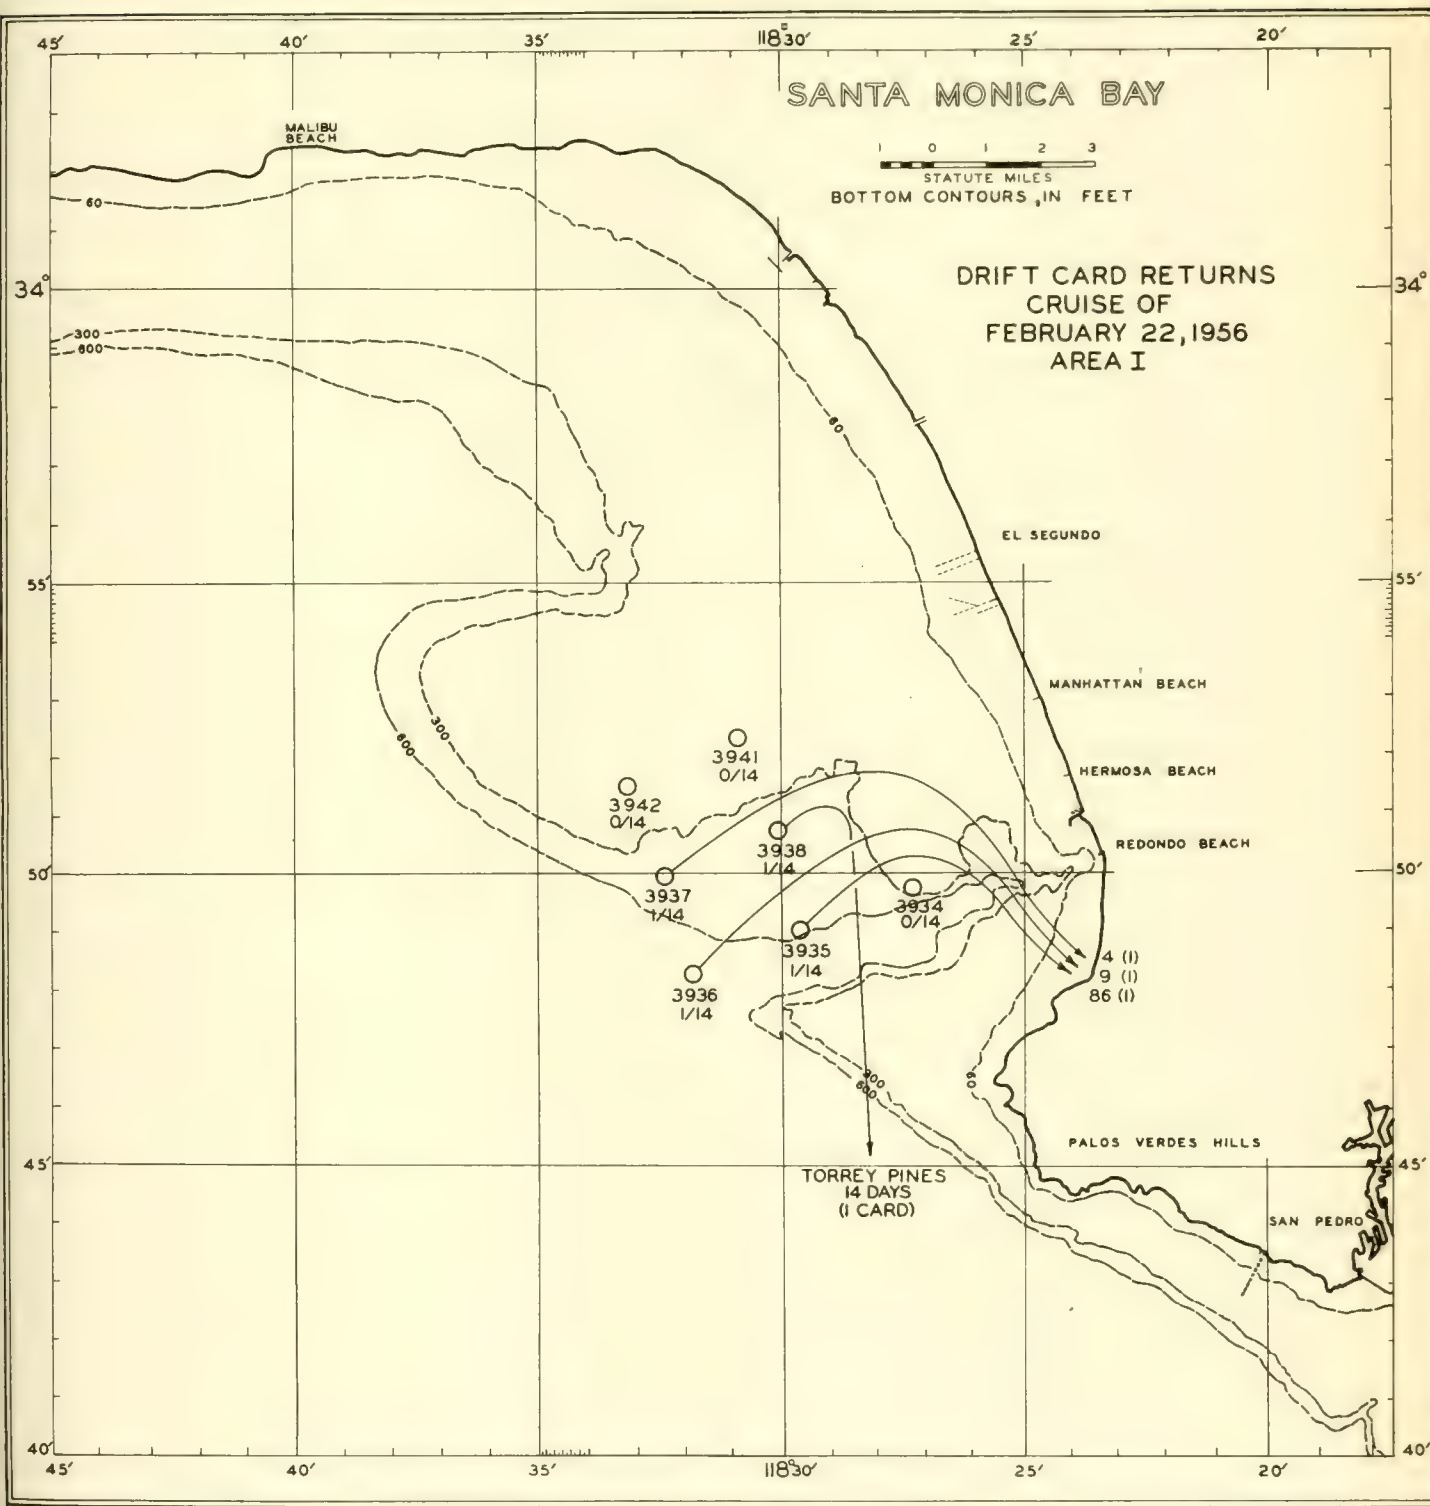 45′ 40′ 35′ 118°30′ 25′ 20′
SANTA MONICA BAY
MALIBU
BEACH
1 0 1 2 3
STATUTE MILES
BOTTOM CONTOURS, IN FEET
60
34° 34°
DRIFT CARD RETURNS
CRUISE OF
FEBRUARY 22, 1956
AREA I
300
600
60
EL SEGUNDO
55′ 55′
MANHATTAN BEACH
300
600
3941
0/14
HERMOSA BEACH
3942
0/14
REDONDO BEACH
3938
1/14
50′ 50′
3937
1/14
3934
0/14
3935
1/14
4 (1)
9 (1)
86 (1)
3936
1/14
300
600
60
PALOS VERDES HILLS
45′ 45′
TORREY PINES
14 DAYS
(1 CARD)
SAN PEDRO
40′ 40′
45′ 40′ 35′ 118°30′ 25′ 20′